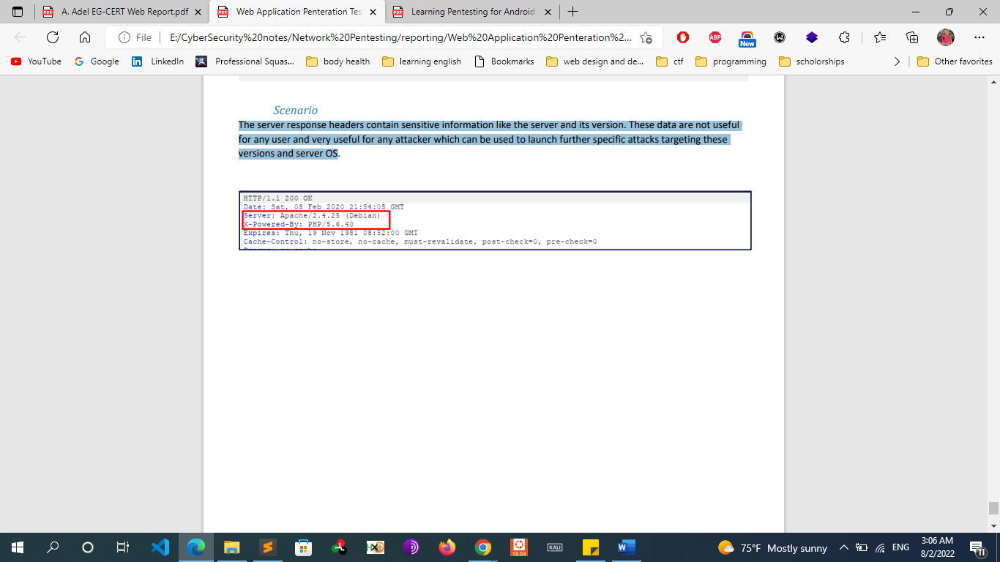 A. Adel EG-CERT Web Report.pdf
Web Application Penteration Tes
Learning Pentesting for Android
File
E:/CyberSecurity%20notes/Network%20Pentesting/reporting/Web%20Application%20Penteration%2...
ABP
New
YouTube
Google
LinkedIn
Professional Squas...
body health
learning english
Bookmarks
web design and de...
ctf
programming
scholorships
Other favorites
Scenario
The server response headers contain sensitive information like the server and its version. These data are not useful
for any user and very useful for any attacker which can be used to launch further specific attacks targeting these
versions and server OS.
HTTP/1.1 200 OK
Date: Sat, 08 Feb 2020 21:54:05 GMT
Server: Apache/2.4.25 (Debian)
X-Powered-By: PHP/5.6.40
Expires: Thu, 19 Nov 1981 08:52:00 GMT
Cache-Control: no-store, no-cache, must-revalidate, post-check=0, pre-check=0
18.04
KALI
75°F Mostly sunny
ENG
3:06 AM
8/2/2022
11